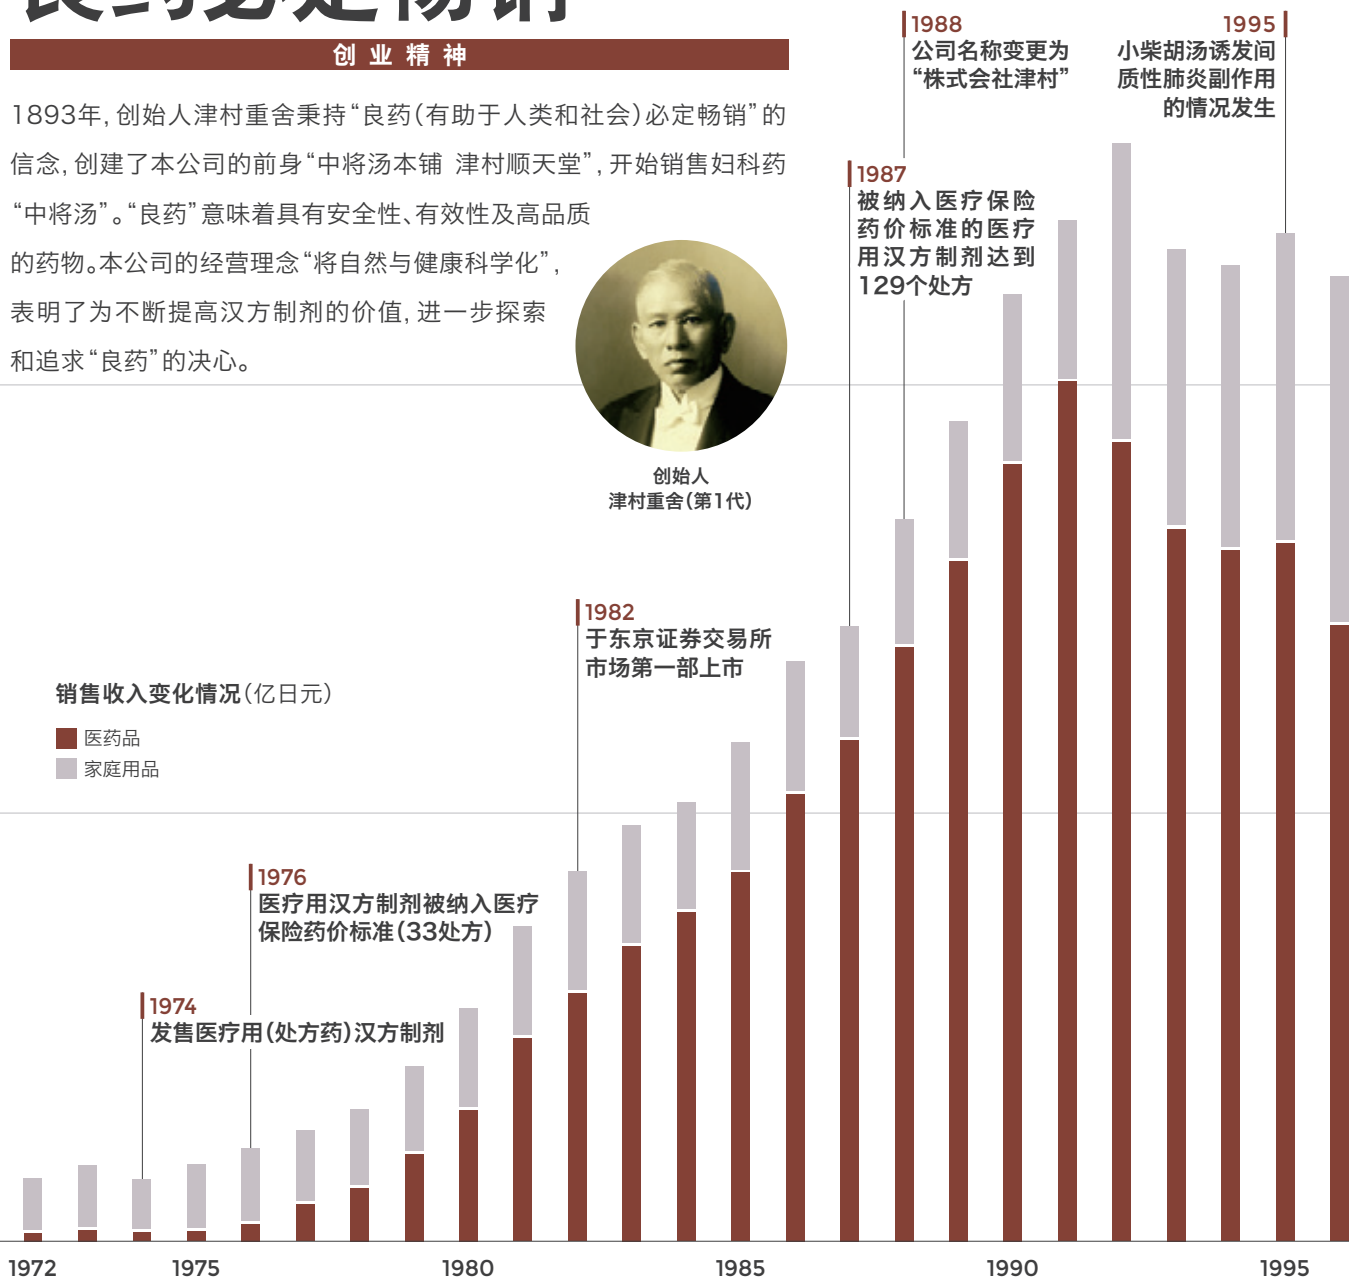 良药必定畅销
创业精神
1893年,创始人津村重舍秉持“良药(有助于人类和社会)必定畅销”的
信念,创建了本公司的前身“中将汤本铺 津村顺天堂”,开始销售妇科药
“中将汤”。“良药”意味着具有安全性、有效性及高品质
的药物。本公司的经营理念“将自然与健康科学化”,
表明了为不断提高汉方制剂的价值,进一步探索
和追求“良药”的决心。
创始人
津村重舍(第1代)
销售收入变化情况(亿日元)
医药品
家庭用品
1974
发售医疗用(处方药)汉方制剂
1976
医疗用汉方制剂被纳入医疗
保险药价标准(33处方)
1982
于东京证券交易所
市场第一部上市
1987
被纳入医疗保险
药价标准的医疗
用汉方制剂达到
129个处方
1988
公司名称变更为
“株式会社津村”
1995
小柴胡汤诱发间
质性肺炎副作用
的情况发生
1972 1975 1980 1985 1990 1995